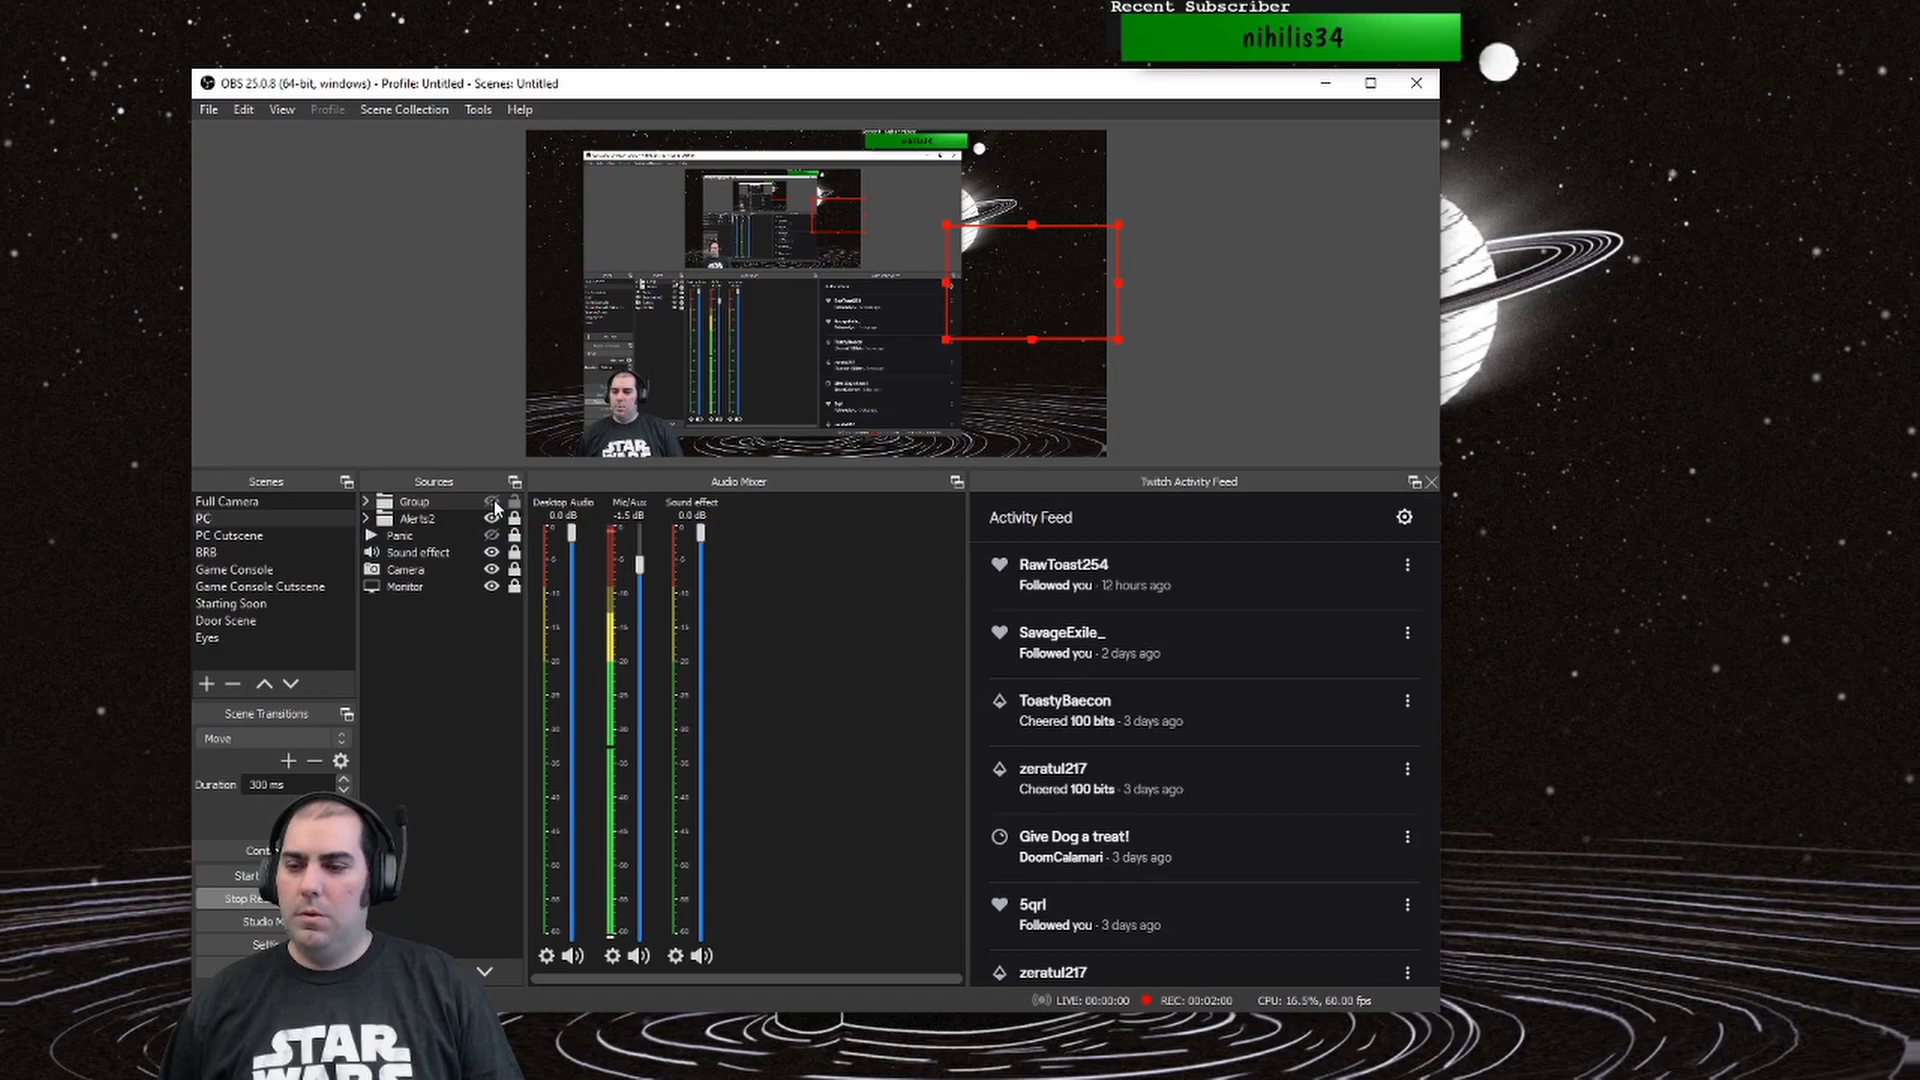 Recent Subscriber
nihilis34
OBS 25.0.8 (64-bit, windows) - Profile: Untitled - Scenes: Untitled
File Edit View Profile Scene Collection Tools Help
Scenes
Full Camera
PC
PC Cutscene
BRB
Game Console
Game Console Cutscene
Starting Soon
Door Scene
Eyes
Scene Transitions
Move
Duration 300 ms
Start
Sources
Group
Alerts2
Panic
Sound effect
Camera
Monitor
Audio Mixer
Desktop Audio Mic/Aux Sound effect
0.0 dB -1.5 dB 0.0 dB
Twitch Activity Feed
Activity Feed
RawToast254
Followed you · 12 hours ago
SavageExile_
Followed you · 2 days ago
ToastyBaecon
Cheered 100 bits · 3 days ago
zeratul217
Cheered 100 bits · 3 days ago
Give Dog a treat!
DoomCalamari · 3 days ago
5qrl
Followed you · 3 days ago
zeratul217
LIVE: 00:00:00 REC: 00:02:00 CPU: 16.5%, 60.00 fps
STAR
WARS